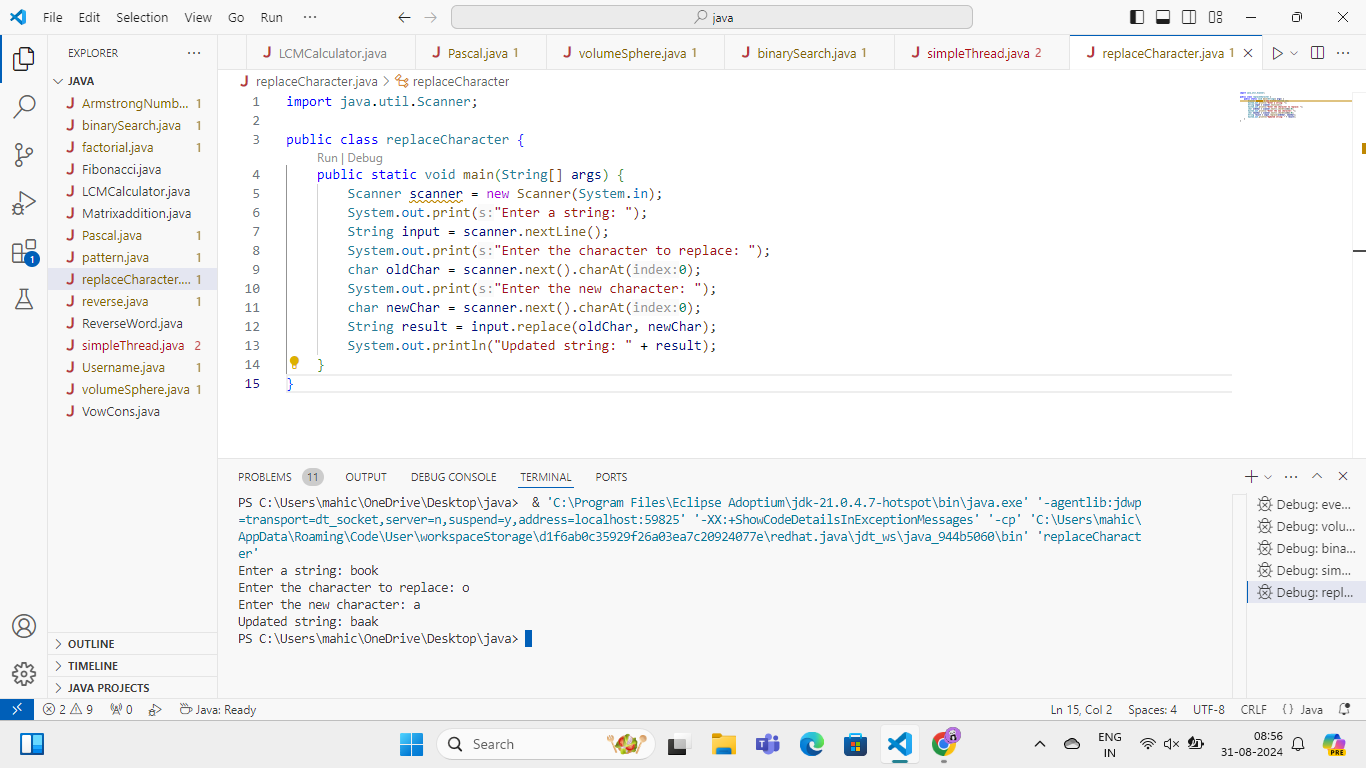 File Edit Selection View Go Run ··· java
EXPLORER ···
JAVA
ArmstrongNumb... 1
binarySearch.java 1
factorial.java 1
Fibonacci.java
LCMCalculator.java
Matrixaddition.java
Pascal.java 1
pattern.java 1
replaceCharacter.... 1
reverse.java 1
ReverseWord.java
simpleThread.java 2
Username.java 1
volumeSphere.java 1
VowCons.java
OUTLINE
TIMELINE
JAVA PROJECTS
LCMCalculator.java Pascal.java 1 volumeSphere.java 1 binarySearch.java 1 simpleThread.java 2 replaceCharacter.java 1
replaceCharacter.java > replaceCharacter
1 import java.util.Scanner;
2
3 public class replaceCharacter {
Run | Debug
4 public static void main(String[] args) {
5 Scanner scanner = new Scanner(System.in);
6 System.out.print(s:"Enter a string: ");
7 String input = scanner.nextLine();
8 System.out.print(s:"Enter the character to replace: ");
9 char oldChar = scanner.next().charAt(index:0);
10 System.out.print(s:"Enter the new character: ");
11 char newChar = scanner.next().charAt(index:0);
12 String result = input.replace(oldChar, newChar);
13 System.out.println("Updated string: " + result);
14 }
15 }
PROBLEMS 11 OUTPUT DEBUG CONSOLE TERMINAL PORTS
PS C:\Users\mahic\OneDrive\Desktop\java> & 'C:\Program Files\Eclipse Adoptium\jdk-21.0.4.7-hotspot\bin\java.exe' '-agentlib:jdwp
=transport=dt_socket,server=n,suspend=y,address=localhost:59825' '-XX:+ShowCodeDetailsInExceptionMessages' '-cp' 'C:\Users\mahic\
AppData\Roaming\Code\User\workspaceStorage\d1f6ab0c35929f26a03ea7c20924077e\redhat.java\jdt_ws\java_944b5060\bin' 'replaceCharact
er'
Enter a string: book
Enter the character to replace: o
Enter the new character: a
Updated string: baak
PS C:\Users\mahic\OneDrive\Desktop\java>
Debug: eve...
Debug: volu...
Debug: bina...
Debug: sim...
Debug: repl...
2 9 0 Java: Ready Ln 15, Col 2 Spaces: 4 UTF-8 CRLF {} Java
Search ENG 08:56
IN 31-08-2024
PRE